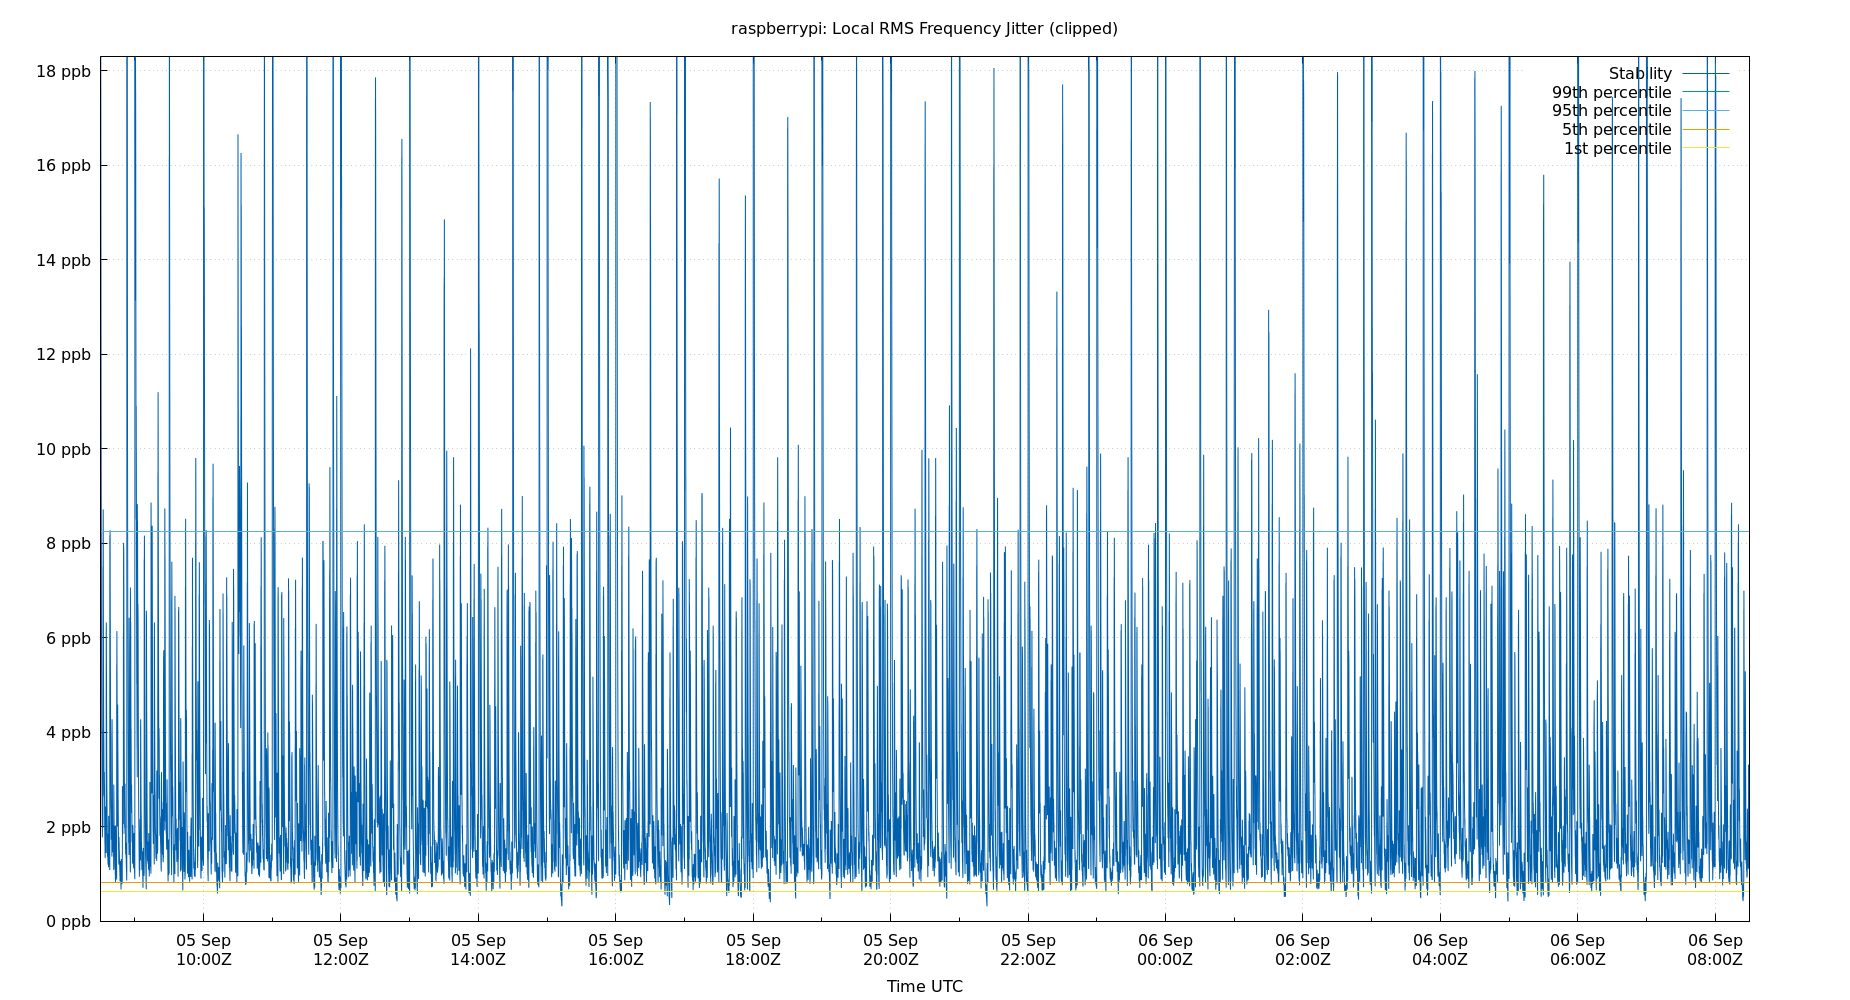 raspberrypi: Local RMS Frequency Jitter (clipped)
18 ppb
16 ppb
14 ppb
12 ppb
10 ppb
8 ppb
6 ppb
4 ppb
2 ppb
0 ppb
Stability
99th percentile
95th percentile
5th percentile
1st percentile
05 Sep 05 Sep 05 Sep 05 Sep 05 Sep 05 Sep 05 Sep 06 Sep 06 Sep 06 Sep 06 Sep 06 Sep
10:00Z 12:00Z 14:00Z 16:00Z 18:00Z 20:00Z 22:00Z 00:00Z 02:00Z 04:00Z 06:00Z 08:00Z
Time UTC